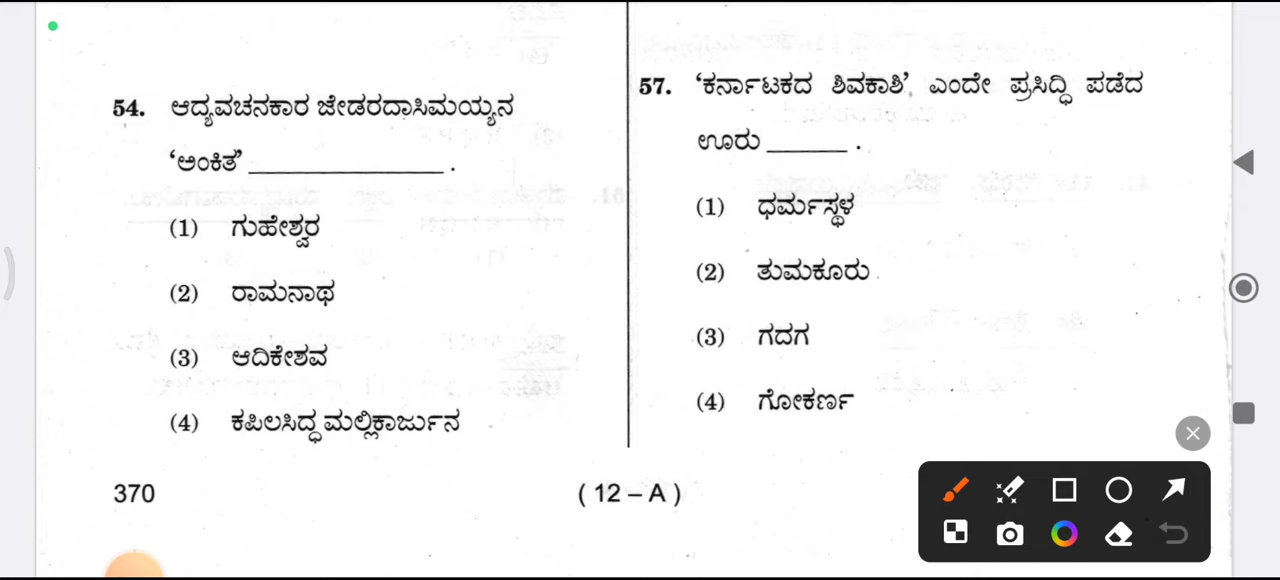 54. ಆದ್ಯವಚನಕಾರ ಜೇಡರದಾಸಿಮಯ್ಯನ
'ಅಂಕಿತ' ________________ .
(1) ಗುಹೇಶ್ವರ
(2) ರಾಮನಾಥ
(3) ಆದಿಕೇಶವ
(4) ಕಪಿಲಸಿದ್ಧ ಮಲ್ಲಿಕಾರ್ಜುನ
57. 'ಕರ್ನಾಟಕದ ಶಿವಕಾಶಿ' ಎಂದೇ ಪ್ರಸಿದ್ಧಿ ಪಡೆದ
ಊರು ______ .
(1) ಧರ್ಮಸ್ಥಳ
(2) ತುಮಕೂರು
(3) ಗದಗ
(4) ಗೋಕರ್ಣ
370
( 12 – A )